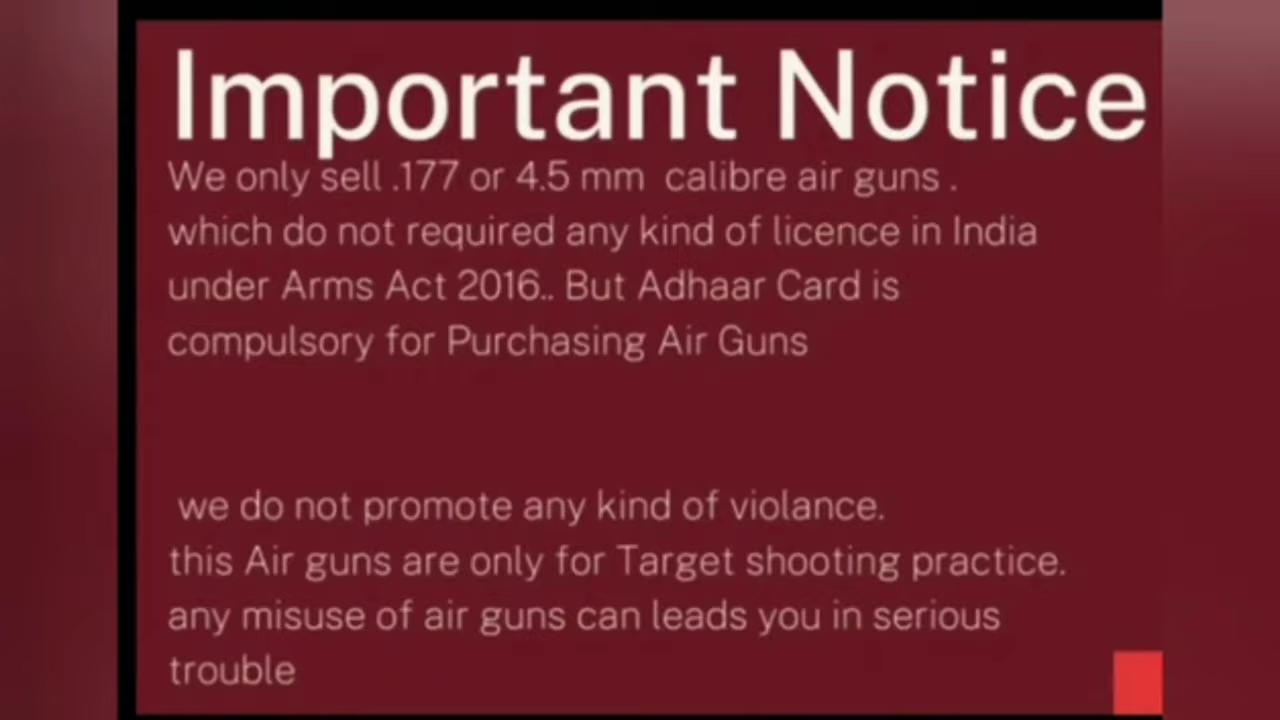 Important Notice
We only sell .177 or 4.5 mm calibre air guns .
which do not required any kind of licence in India
under Arms Act 2016.. But Adhaar Card is
compulsory for Purchasing Air Guns
we do not promote any kind of violance.
this Air guns are only for Target shooting practice.
any misuse of air guns can leads you in serious
trouble